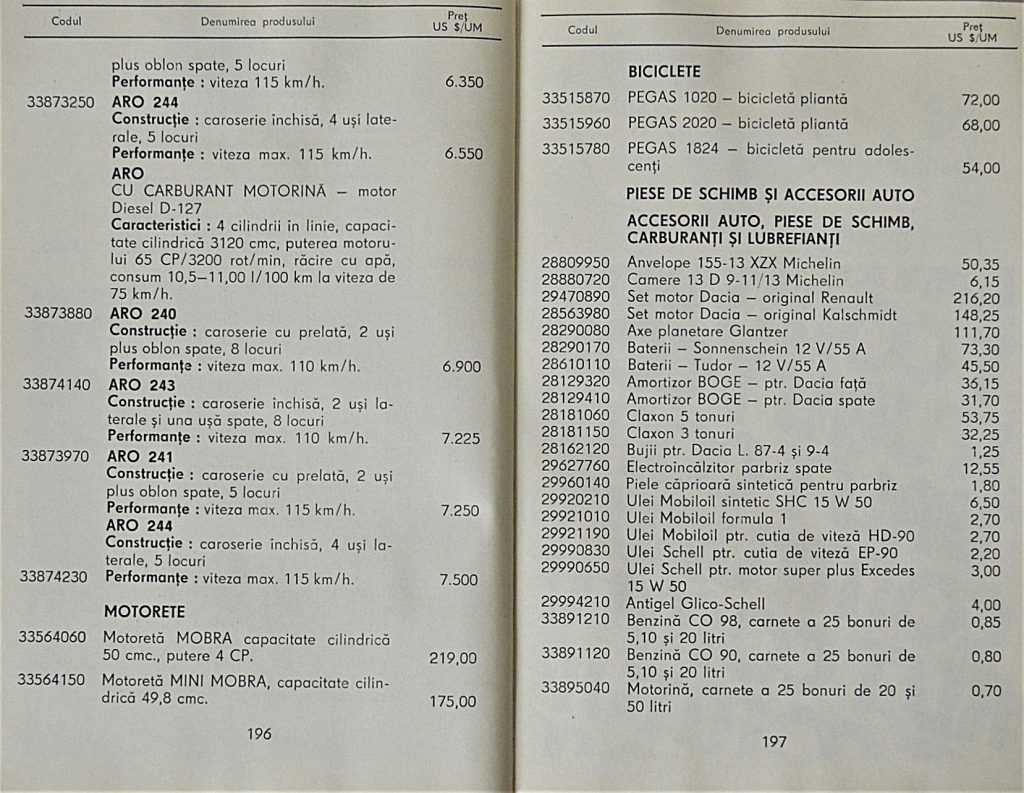 Codul Denumirea produsului Preț
US $/UM
plus oblon spate, 5 locuri
Performanțe : viteza 115 km/h. 6.350
33873250 ARO 244
Construcție : caroserie închisă, 4 uși late-
rale, 5 locuri
Performanțe : viteza max. 115 km/h. 6.550
ARO
CU CARBURANT MOTORINĂ – motor
Diesel D-127
Caracteristici : 4 cilindrii în linie, capaci-
tate cilindrică 3120 cmc, puterea motoru-
lui 65 CP/3200 rot/min, răcire cu apă,
consum 10,5–11,00 l/100 km la viteza de
75 km/h.
33873880 ARO 240
Construcție : caroserie cu prelată, 2 uși
plus oblon spate, 8 locuri
Performanțe : viteza max. 110 km/h. 6.900
33874140 ARO 243
Construcție : caroserie închisă, 2 uși la-
terale și una ușă spate, 8 locuri
Performanțe : viteza max. 110 km/h. 7.225
33873970 ARO 241
Construcție : caroserie cu prelată, 2 uși
plus oblon spate, 5 locuri
Performanțe : viteza max. 115 km/h. 7.250
ARO 244
Construcție : caroserie închisă, 4 uși la-
terale, 5 locuri
33874230 Performanțe : viteza max. 115 km/h. 7.500
MOTORETE
33564060 Motoretă MOBRA capacitate cilindrică
50 cmc., putere 4 CP. 219,00
33564150 Motoretă MINI MOBRA, capacitate cilin-
drică 49,8 cmc. 175,00
196
Codul Denumirea produsului Preț
US $/UM
BICICLETE
33515870 PEGAS 1020 – bicicletă pliantă 72,00
33515960 PEGAS 2020 – bicicletă pliantă 68,00
33515780 PEGAS 1824 – bicicletă pentru adoles-
cenți 54,00
PIESE DE SCHIMB ȘI ACCESORII AUTO
ACCESORII AUTO, PIESE DE SCHIMB,
CARBURANȚI ȘI LUBREFIANȚI
28809950 Anvelope 155-13 XZX Michelin 50,35
28880720 Camere 13 D 9-11/13 Michelin 6,15
29470890 Set motor Dacia – original Renault 216,20
28563980 Set motor Dacia – original Kalschmidt 148,25
28290080 Axe planetare Glantzer 111,70
28290170 Baterii – Sonnenschein 12 V/55 A 73,30
28610110 Baterii – Tudor – 12 V/55 A 45,50
28129320 Amortizor BOGE – ptr. Dacia față 36,15
28129410 Amortizor BOGE – ptr. Dacia spate 31,70
28181060 Claxon 5 tonuri 53,75
28181150 Claxon 3 tonuri 32,25
28162120 Bujii ptr. Dacia L. 87-4 și 9-4 1,25
29627760 Electroîncălzitor parbriz spate 12,55
29960140 Piele căprioară sintetică pentru parbriz 1,80
29920210 Ulei Mobiloil sintetic SHC 15 W 50 6,50
29921010 Ulei Mobiloil formula 1 2,70
29921190 Ulei Mobiloil ptr. cutia de viteză HD-90 2,70
29990830 Ulei Schell ptr. cutia de viteză EP-90 2,20
29990650 Ulei Schell ptr. motor super plus Excedes 3,00
15 W 50
29994210 Antigel Glico-Schell 4,00
33891210 Benzină CO 98, carnete a 25 bonuri de 0,85
5,10 și 20 litri
33891120 Benzină CO 90, carnete a 25 bonuri de 0,80
5,10 și 20 litri
33895040 Motorină, carnete a 25 bonuri de 20 și 0,70
50 litri
197